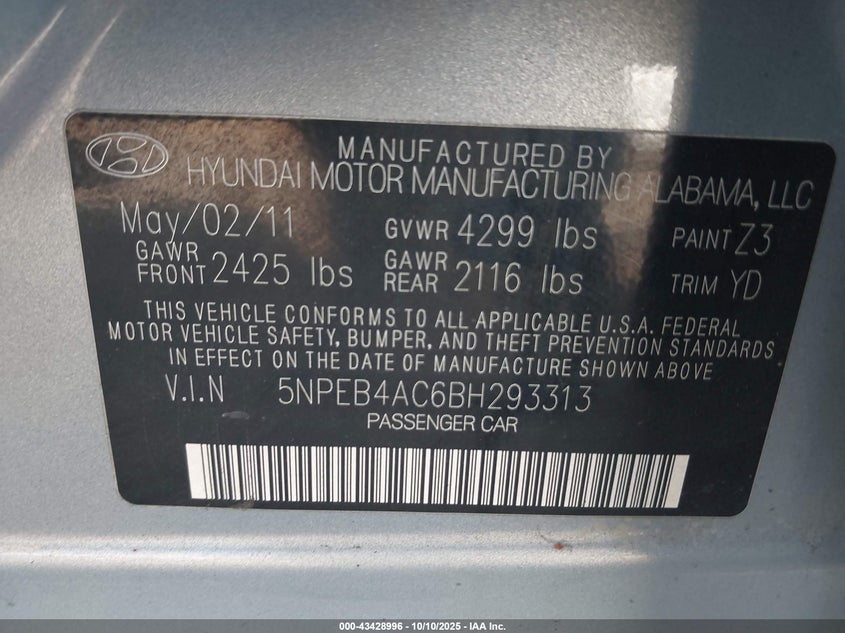 MANUFACTURED BY
HYUNDAI MOTOR MANUFACTURING ALABAMA, LLC
May/02/11 GVWR 4299 lbs PAINT Z3
GAWR FRONT 2425 lbs GAWR REAR 2116 lbs TRIM YD
THIS VEHICLE CONFORMS TO ALL APPLICABLE U.S.A. FEDERAL
MOTOR VEHICLE SAFETY, BUMPER, AND THEFT PREVENTION STANDARDS
IN EFFECT ON THE DATE OF MANUFACTURE SHOWN ABOVE
V.I.N 5NPEB4AC6BH293313
PASSENGER CAR
000-43428996 - 10/10/2025 - IAA Inc.